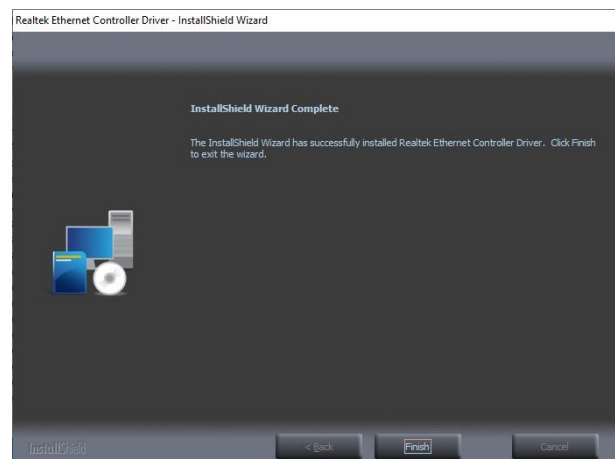 Realtek Ethernet Controller Driver - InstallShield Wizard
InstallShield Wizard Complete
The InstallShield Wizard has successfully installed Realtek Ethernet Controller Driver. Click Finish
to exit the wizard.
InstallShield
< Back
Finish
Cancel